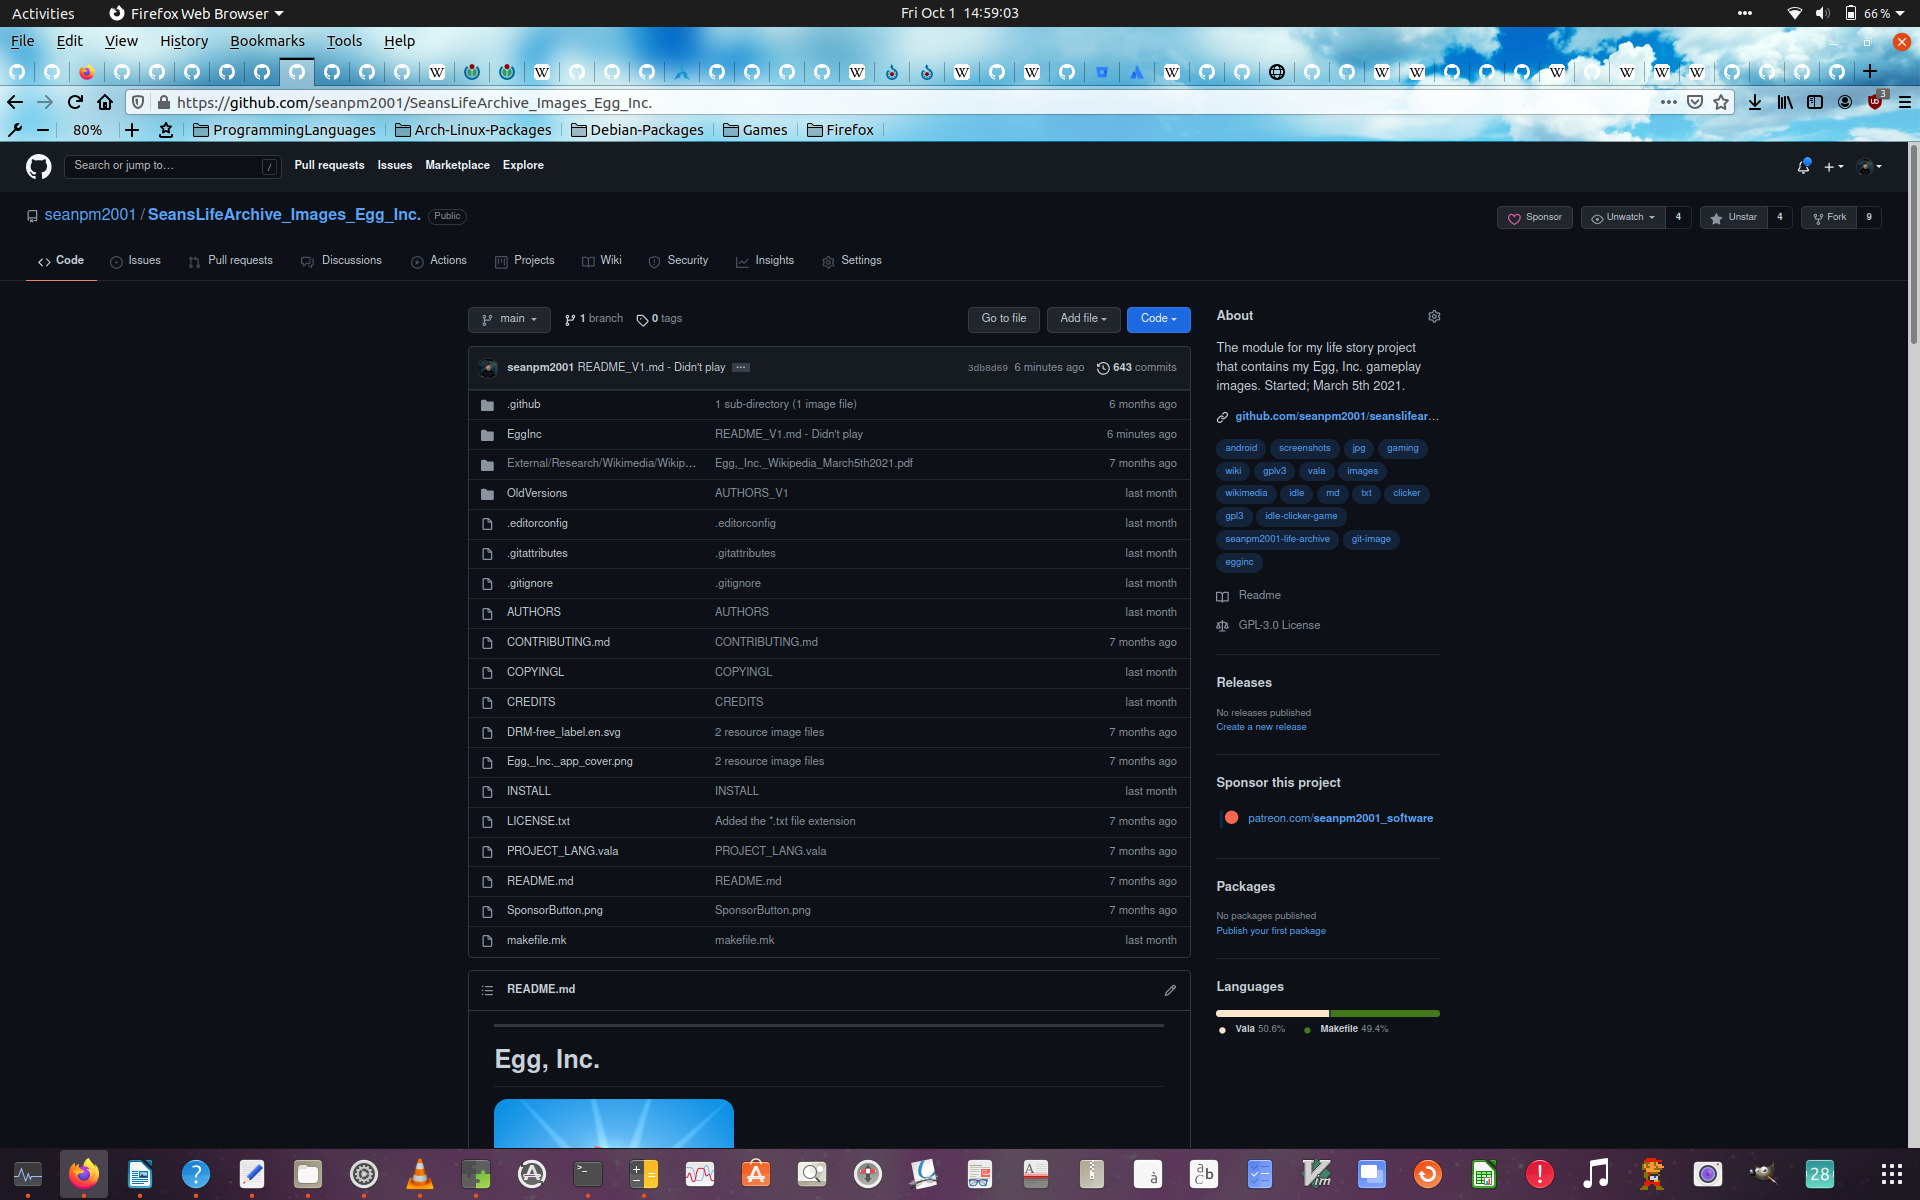 Activities Firefox Web Browser Fri Oct 1 14:59:03 66 %
File Edit View History Bookmarks Tools Help
https://github.com/seanpm2001/SeansLifeArchive_Images_Egg_Inc. 3
80% ProgrammingLanguages Arch-Linux-Packages Debian-Packages Games Firefox
Search or jump to… / Pull requests Issues Marketplace Explore
seanpm2001 / SeansLifeArchive_Images_Egg_Inc. Public Sponsor Unwatch 4 Unstar 4 Fork 9
Code Issues Pull requests Discussions Actions Projects Wiki Security Insights Settings
main 1 branch 0 tags Go to file Add file Code
seanpm2001 README_V1.md - Didn't play 3db8d69 6 minutes ago 643 commits
.github 1 sub-directory (1 image file) 6 months ago
EggInc README_V1.md - Didn't play 6 minutes ago
External/Research/Wikimedia/Wikip… Egg,_Inc._Wikipedia_March5th2021.pdf 7 months ago
OldVersions AUTHORS_V1 last month
.editorconfig .editorconfig last month
.gitattributes .gitattributes last month
.gitignore .gitignore last month
AUTHORS AUTHORS last month
CONTRIBUTING.md CONTRIBUTING.md 7 months ago
COPYINGL COPYINGL last month
CREDITS CREDITS last month
DRM-free_label.en.svg 2 resource image files 7 months ago
Egg,_Inc._app_cover.png 2 resource image files 7 months ago
INSTALL INSTALL last month
LICENSE.txt Added the *.txt file extension 7 months ago
PROJECT_LANG.vala PROJECT_LANG.vala 7 months ago
README.md README.md 7 months ago
SponsorButton.png SponsorButton.png 7 months ago
makefile.mk makefile.mk last month
README.md
Egg, Inc.
About
The module for my life story project
that contains my Egg, Inc. gameplay
images. Started; March 5th 2021.
github.com/seanpm2001/seanslifear…
android screenshots jpg gaming
wiki gplv3 vala images
wikimedia idle md txt clicker
gpl3 idle-clicker-game
seanpm2001-life-archive git-image
egginc
Readme
GPL-3.0 License
Releases
No releases published
Create a new release
Sponsor this project
patreon.com/seanpm2001_software
Packages
No packages published
Publish your first package
Languages
Vala 50.6% Makefile 49.4%
28